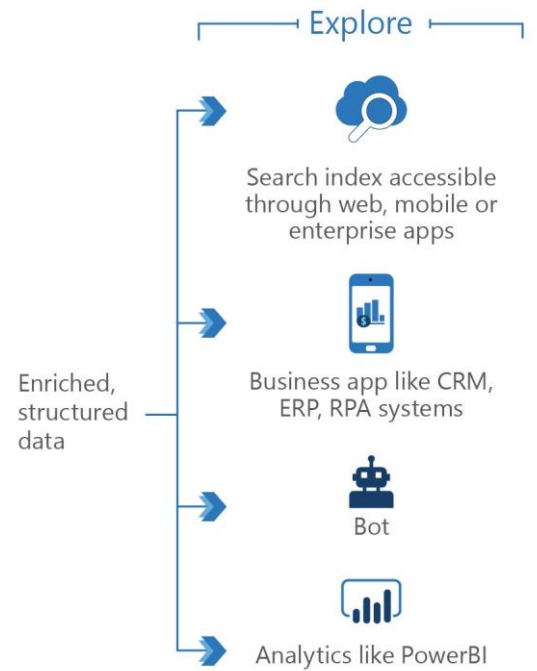 Explore
Search index accessible
through web, mobile or
enterprise apps
Enriched,
structured
data
Business app like CRM,
ERP, RPA systems
$
Bot
Analytics like PowerBI